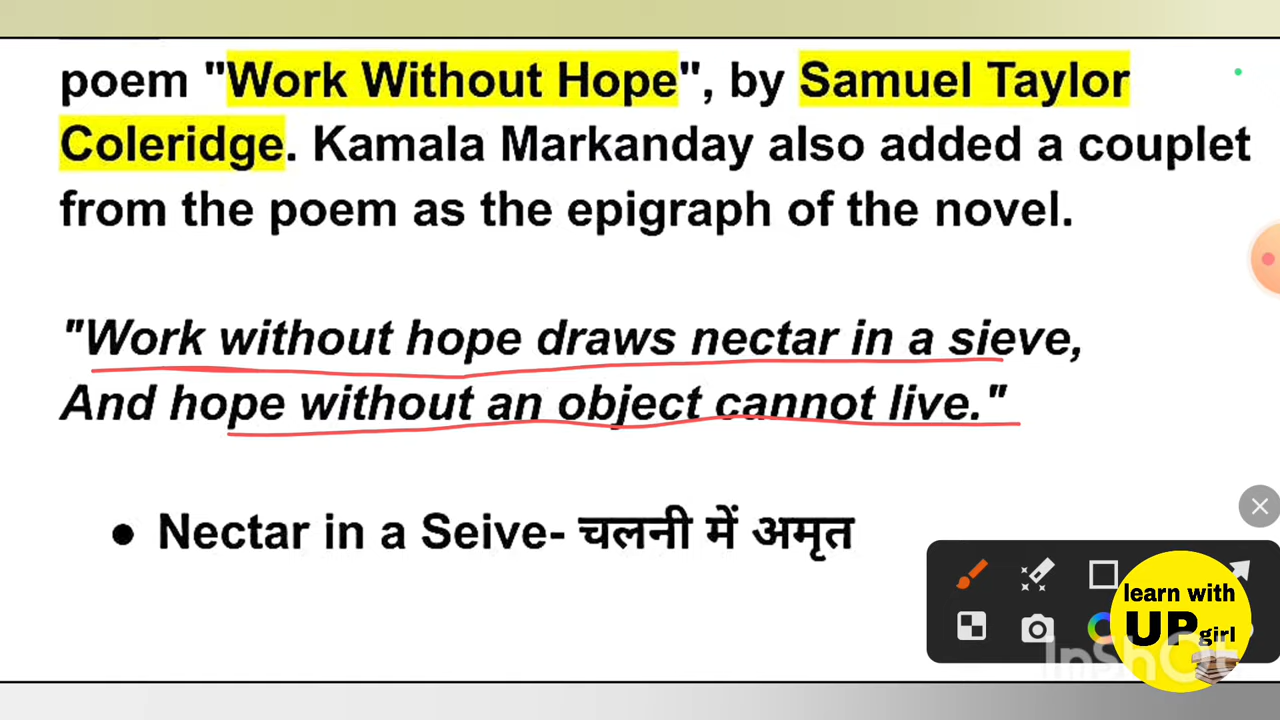 poem "Work Without Hope", by Samuel Taylor
Coleridge. Kamala Markanday also added a couplet
from the poem as the epigraph of the novel.
"Work without hope draws nectar in a sieve,
And hope without an object cannot live."
● Nectar in a Seive- चलनी में अमृत
learn with
UP girl
InShOt